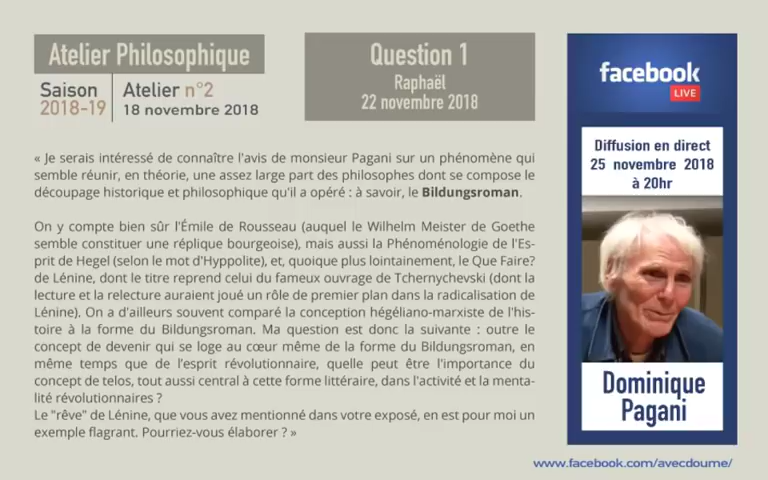 Atelier Philosophique
Saison
2018-19
Atelier n°2
18 novembre 2018
Question 1
Raphaël
22 novembre 2018
« Je serais intéressé de connaître l'avis de monsieur Pagani sur un phénomène qui
semble réunir, en théorie, une assez large part des philosophes dont se compose le
découpage historique et philosophique qu'il a opéré : à savoir, le Bildungsroman.
On y compte bien sûr l'Émile de Rousseau (auquel le Wilhelm Meister de Goethe
semble constituer une réplique bourgeoise), mais aussi la Phénoménologie de l'Es-
prit de Hegel (selon le mot d'Hyppolite), et, quoique plus lointainement, le Que Faire?
de Lénine, dont le titre reprend celui du fameux ouvrage de Tchernychevski (dont la
lecture et la relecture auraient joué un rôle de premier plan dans la radicalisation de
Lénine). On a d'ailleurs souvent comparé la conception hégéliano-marxiste de l'his-
toire à la forme du Bildungsroman. Ma question est donc la suivante : outre le
concept de devenir qui se loge au cœur même de la forme du Bildungsroman, en
même temps que de l'esprit révolutionnaire, quelle peut être l'importance du
concept de telos, tout aussi central à cette forme littéraire, dans l'activité et la menta-
lité révolutionnaires ?
Le "rêve" de Lénine, que vous avez mentionné dans votre exposé, en est pour moi un
exemple flagrant. Pourriez-vous élaborer ? »
facebook
LIVE
Diffusion en direct
25 novembre 2018
à 20hr
Dominique
Pagani
www.facebook.com/avecdoume/